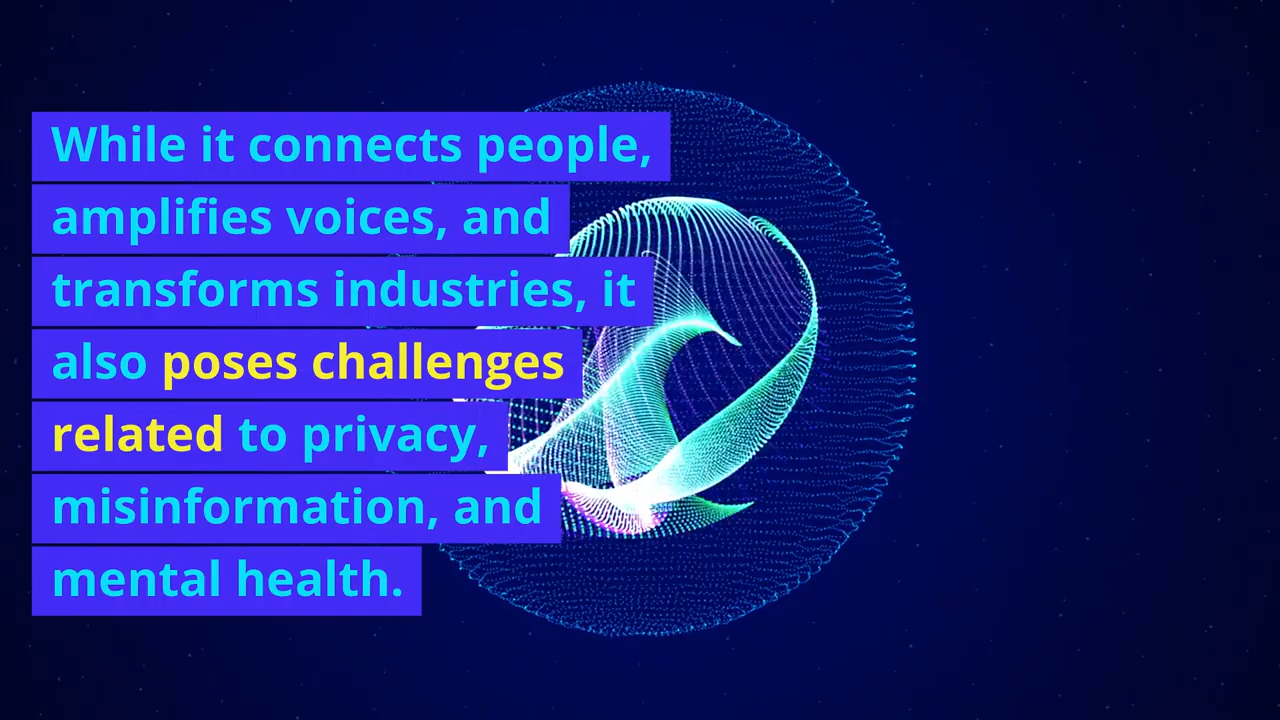 While it connects people,
amplifies voices, and
transforms industries, it
also poses challenges
related to privacy,
misinformation, and
mental health.